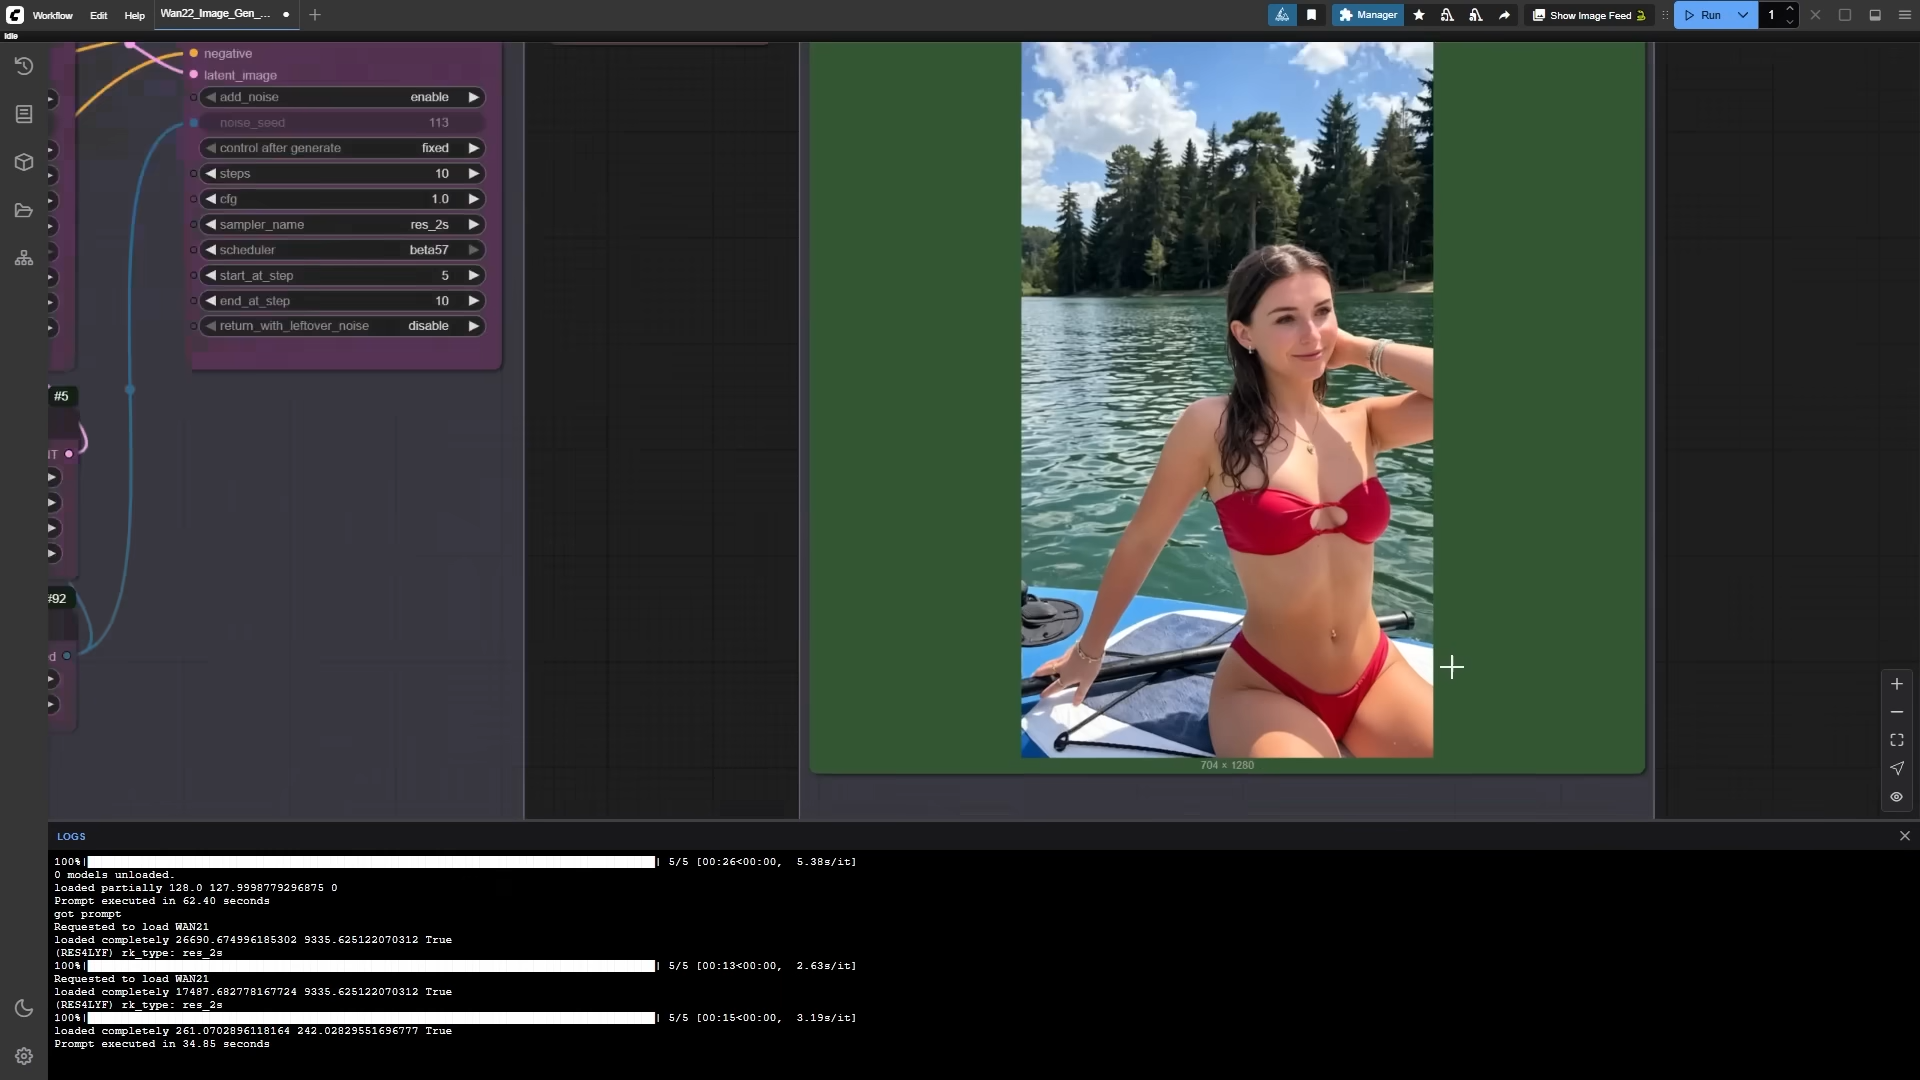 Workflow Edit Help Wan22_Image_Gen_...
Manager Show Image Feed Run 1
Idle
negative
latent_image
add_noise enable
noise_seed 113
control after generate fixed
steps 10
cfg 1.0
sampler_name res_2s
scheduler beta57
start_at_step 5
end_at_step 10
return_with_leftover_noise disable
#5
#92
704 × 1280
LOGS
100%| | 5/5 [00:26<00:00, 5.38s/it]
0 models unloaded.
loaded partially 128.0 127.9998779296875 0
Prompt executed in 62.40 seconds
got prompt
Requested to load WAN21
loaded completely 26690.674996185302 9335.625122070312 True
(RES4LYF) rk_type: res_2s
100%| | 5/5 [00:13<00:00, 2.63s/it]
Requested to load WAN21
loaded completely 17487.682778167724 9335.625122070312 True
(RES4LYF) rk_type: res_2s
100%| | 5/5 [00:15<00:00, 3.19s/it]
loaded completely 261.0702896118164 242.02829551696777 True
Prompt executed in 34.85 seconds